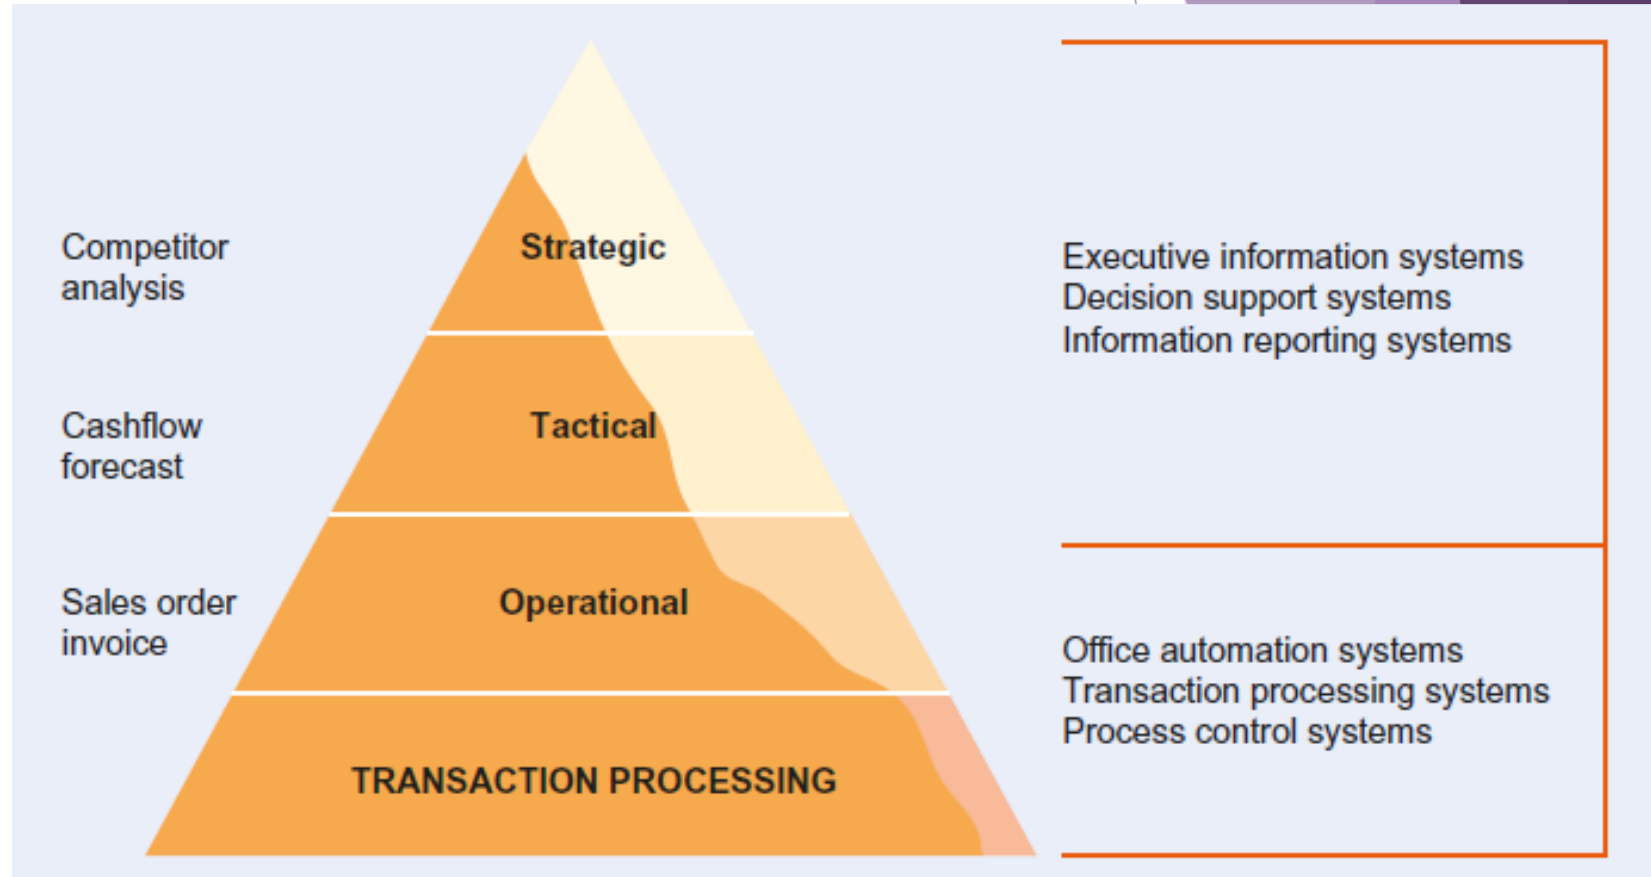 Competitor
analysis
Strategic
Executive information systems
Decision support systems
Information reporting systems
Cashflow
forecast
Tactical
Sales order
invoice
Operational
Office automation systems
Transaction processing systems
Process control systems
TRANSACTION PROCESSING